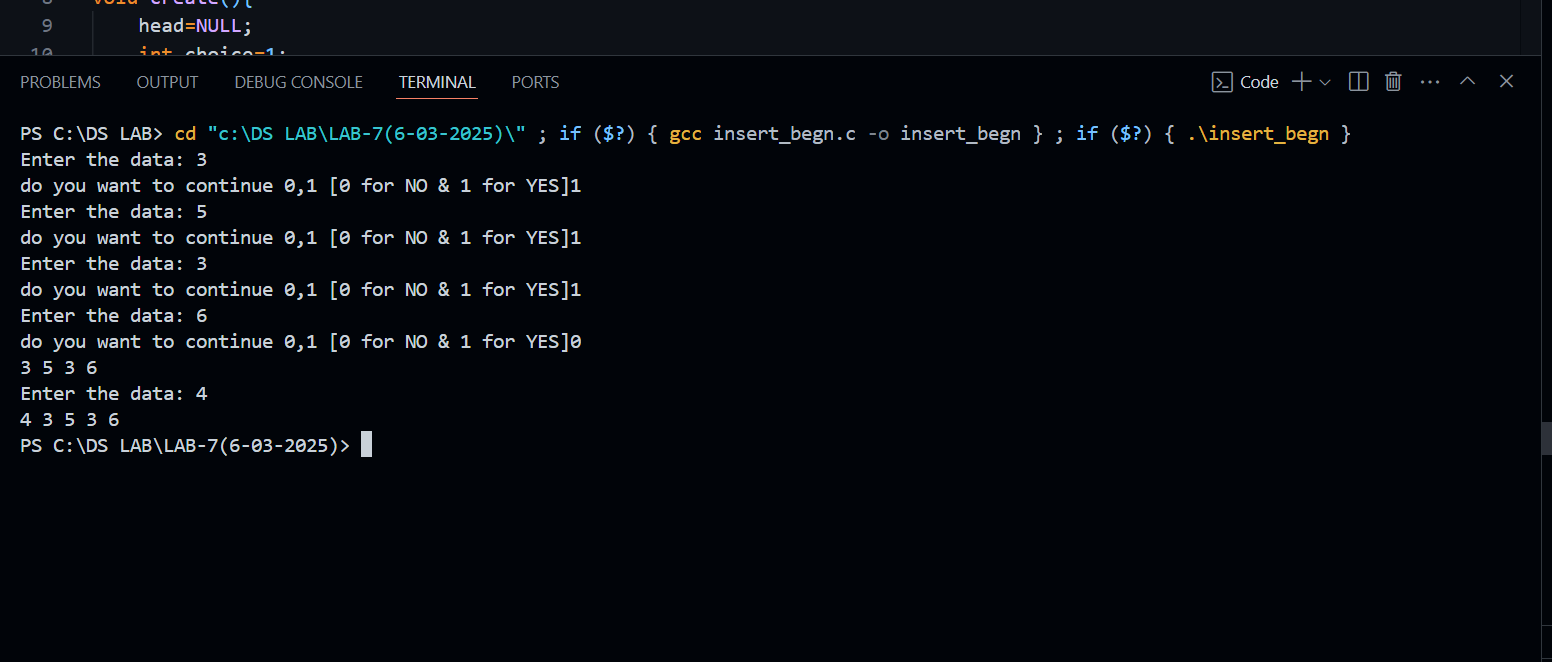 8 void create(){
9 head=NULL;
10 int choice=1;
PROBLEMS OUTPUT DEBUG CONSOLE TERMINAL PORTS Code
PS C:\DS LAB> cd "c:\DS LAB\LAB-7(6-03-2025)\" ; if ($?) { gcc insert_begn.c -o insert_begn } ; if ($?) { .\insert_begn }
Enter the data: 3
do you want to continue 0,1 [0 for NO & 1 for YES]1
Enter the data: 5
do you want to continue 0,1 [0 for NO & 1 for YES]1
Enter the data: 3
do you want to continue 0,1 [0 for NO & 1 for YES]1
Enter the data: 6
do you want to continue 0,1 [0 for NO & 1 for YES]0
3 5 3 6
Enter the data: 4
4 3 5 3 6
PS C:\DS LAB\LAB-7(6-03-2025)>